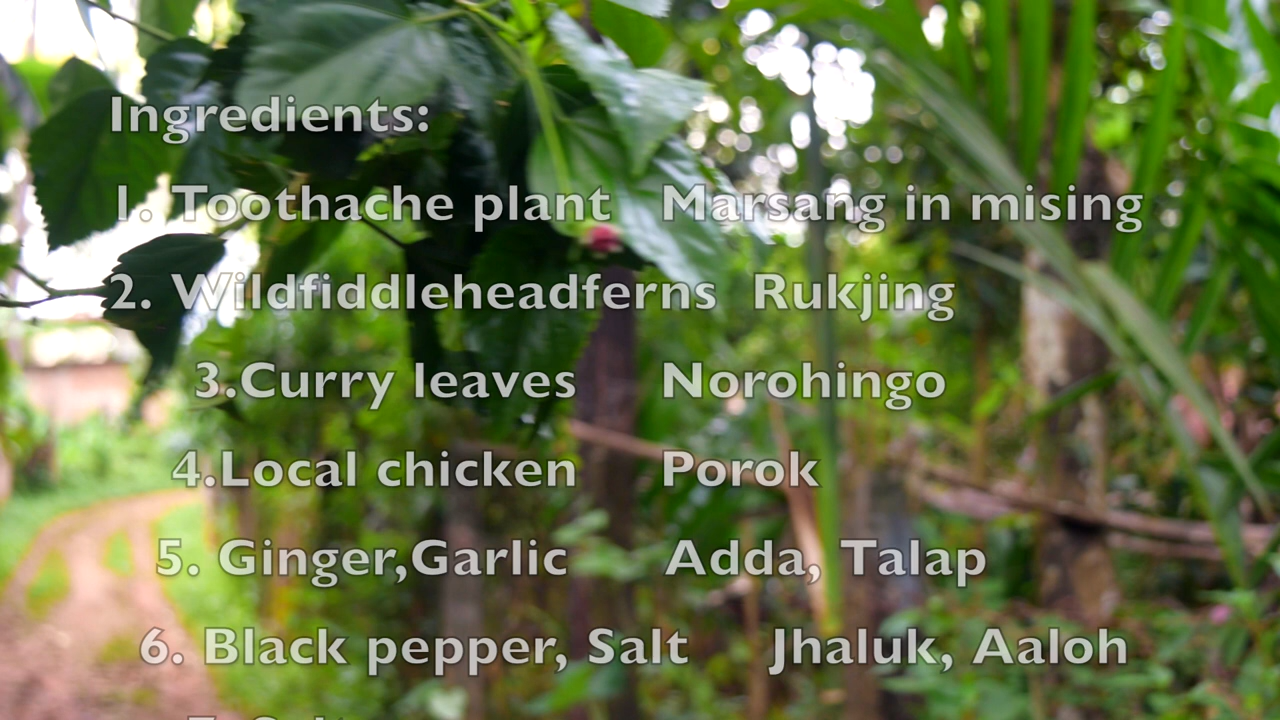 Ingredients:
1. Toothache plant Marsang in mising
2. Wildfiddleheadferns Rukjing
3.Curry leaves Norohingo
4.Local chicken Porok
5. Ginger,Garlic Adda, Talap
6. Black pepper, Salt Jhaluk, Aaloh